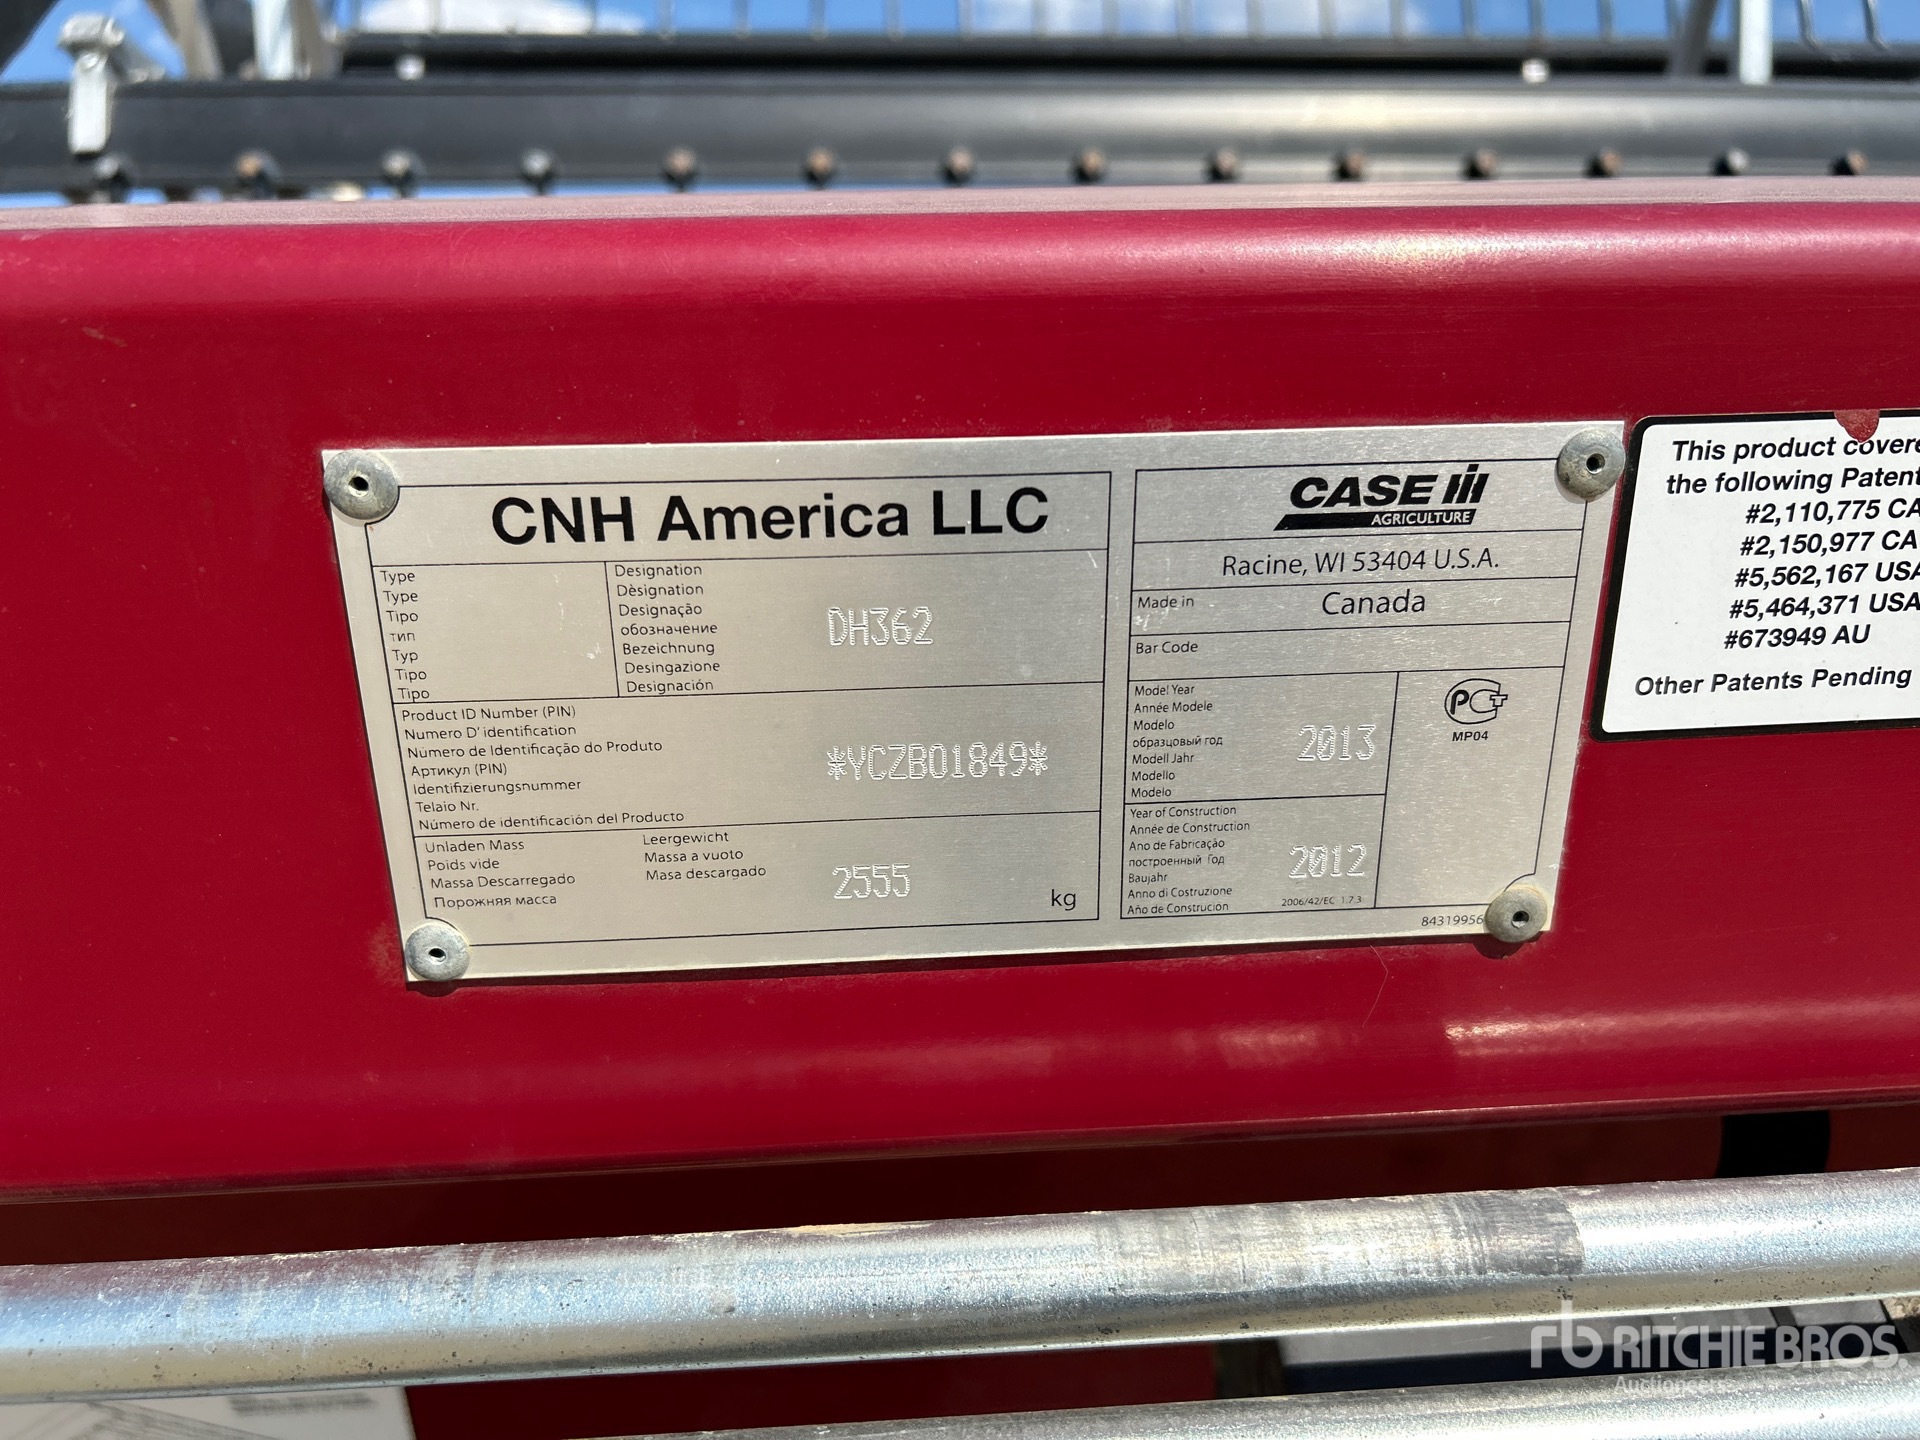 CNH America LLC
Type
Type
Tipo
тип
Typ
Tipo
Tipo
Designation
Dèsignation
Designação
обозначение
Bezeichnung
Desingazione
Designación
DH362
Product ID Number (PIN)
Numero D' identification
Número de Identificação do Produto
Артикул (PIN)
Identifizierungsnummer
Telaio Nr.
Número de identificación del Producto
*YCZB01849*
Unladen Mass
Poids vide
Massa Descarregado
Порожняя масса
Leergewicht
Massa a vuoto
Masa descargado
2555
kg
CASE IH
AGRICULTURE
Racine, WI 53404 U.S.A.
Made in
Canada
Bar Code
Model Year
Année Modele
Modelo
образцовый год
Modell Jahr
Modello
Modelo
2013
PCT
MP04
Year of Construction
Année de Construction
Ano de Fabricação
построенный Год
Baujahr
Anno di Costruzione
Año de Construcion
2012
2006/42/EC 1.7.3
8431995
This product
the following
#2,110,775 CA
#2,150,977 CA
#5,562,167 USA
#5,464,371 USA
#673949 AU
Other Patents Pending
rb RITCHIE BROS.
Auctioneers